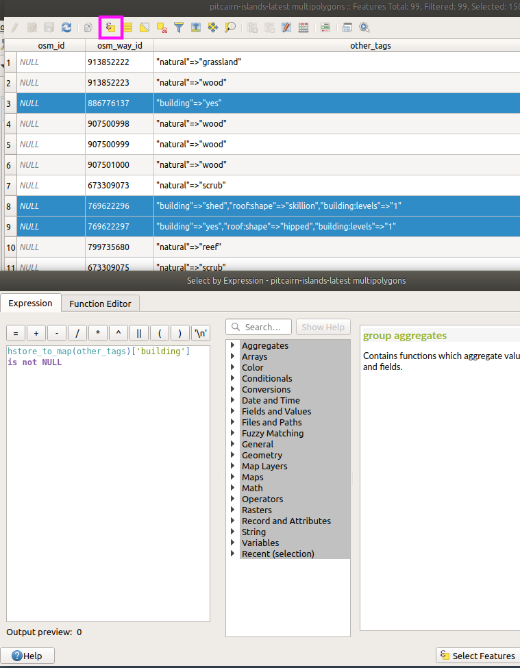 pitcairn-islands-latest multipolygons :: Features Total: 99, Filtered: 99, Selected: 150
osm_id osm_way_id other_tags
1 NULL 913852222 "natural"=>"grassland"
2 NULL 913852223 "natural"=>"wood"
3 NULL 886776137 "building"=>"yes"
4 NULL 907500998 "natural"=>"wood"
5 NULL 907500999 "natural"=>"wood"
6 NULL 907501000 "natural"=>"wood"
7 NULL 673309073 "natural"=>"scrub"
8 NULL 769622296 "building"=>"shed","roof:shape"=>"skillion","building:levels"=>"1"
9 NULL 769622297 "building"=>"yes","roof:shape"=>"hipped","building:levels"=>"1"
10 NULL 799735680 "natural"=>"reef"
11 NULL 673309075 "natural"=>"scrub"
Select by Expression - pitcairn-islands-latest multipolygons
Expression Function Editor
= + - / * ^ || ( ) '\n'
Search... Show Help
hstore_to_map(other_tags)['building']
is not NULL
Aggregates
Arrays
Color
Conditionals
Conversions
Date and Time
Fields and Values
Files and Paths
Fuzzy Matching
General
Geometry
Map Layers
Maps
Math
Operators
Rasters
Record and Attributes
String
Variables
Recent (selection)
group aggregates
Contains functions which aggregate valu
and fields.
Output preview: 0
Help
Select Features